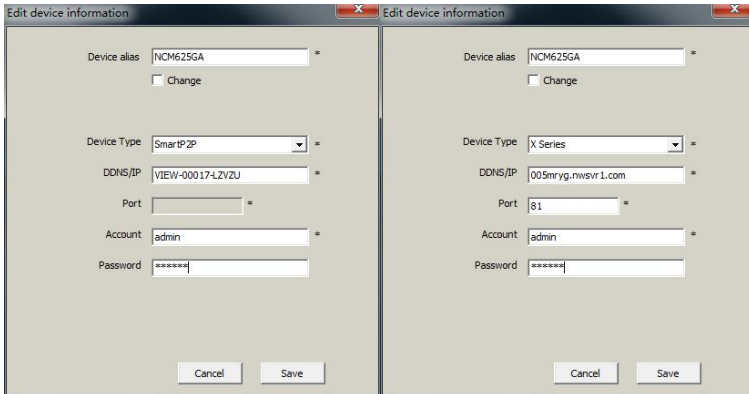 Edit device information
Device alias NCM625GA *
Change
Device Type SmartP2P *
DDNS/IP VIEW-00017-LZVZU *
Port *
Account admin *
Password ******
Cancel Save
Edit device information
Device alias NCM625GA *
Change
Device Type X Series *
DDNS/IP 005mryg.nwsvr1.com *
Port 81 *
Account admin *
Password ******
Cancel Save